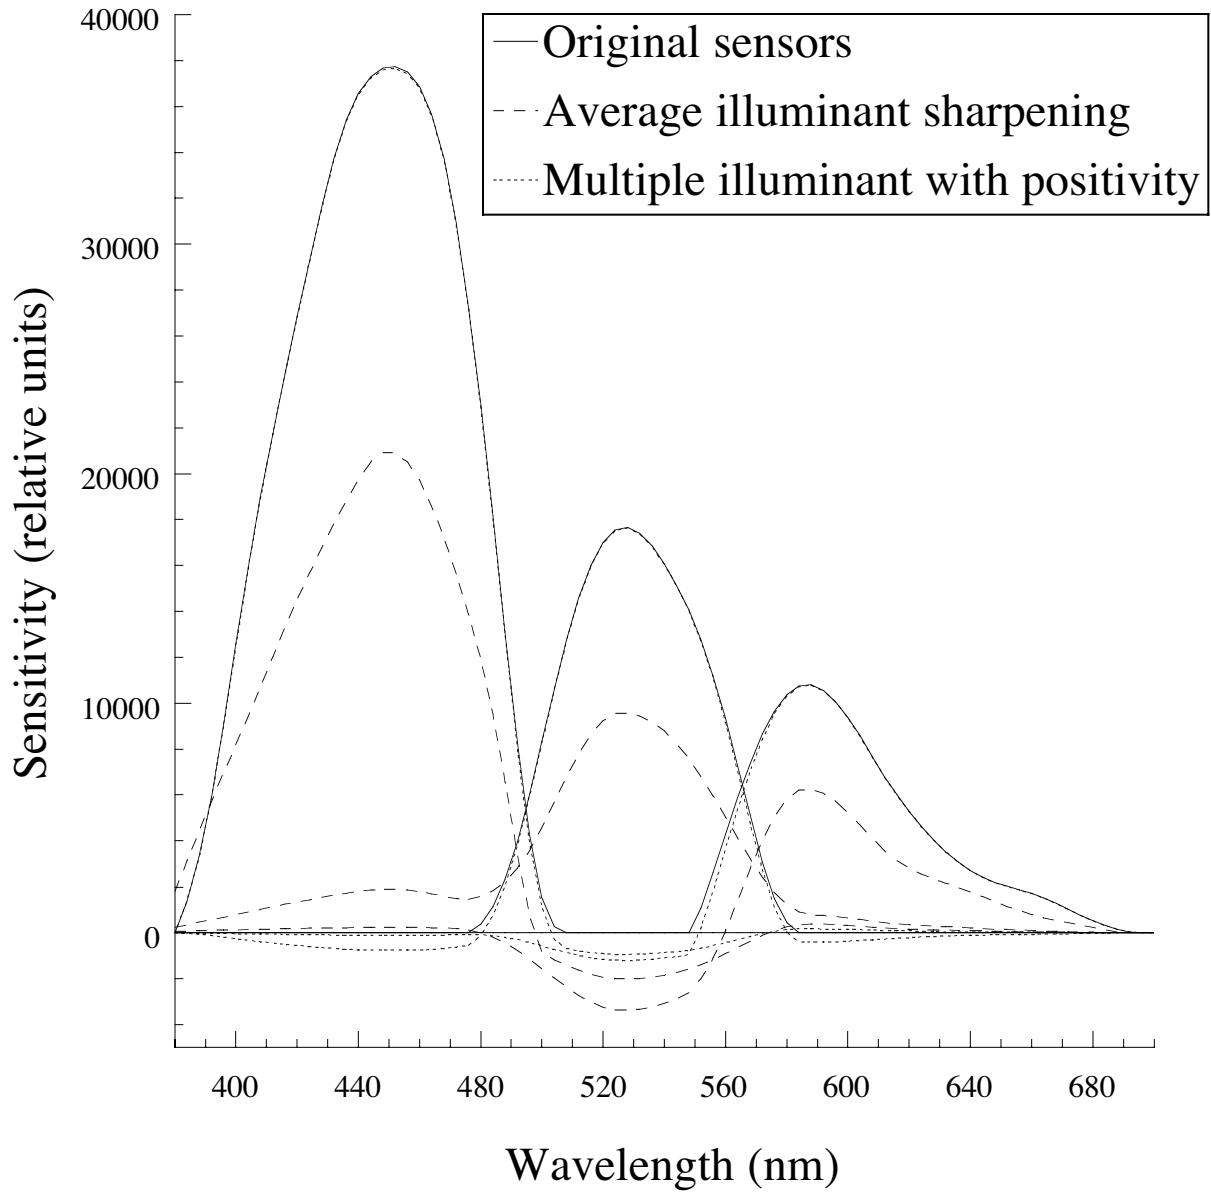 40000
Original sensors
Average illuminant sharpening
Multiple illuminant with positivity
30000
20000
10000
0
Sensitivity (relative units)
400 440 480 520 560 600 640 680
Wavelength (nm)